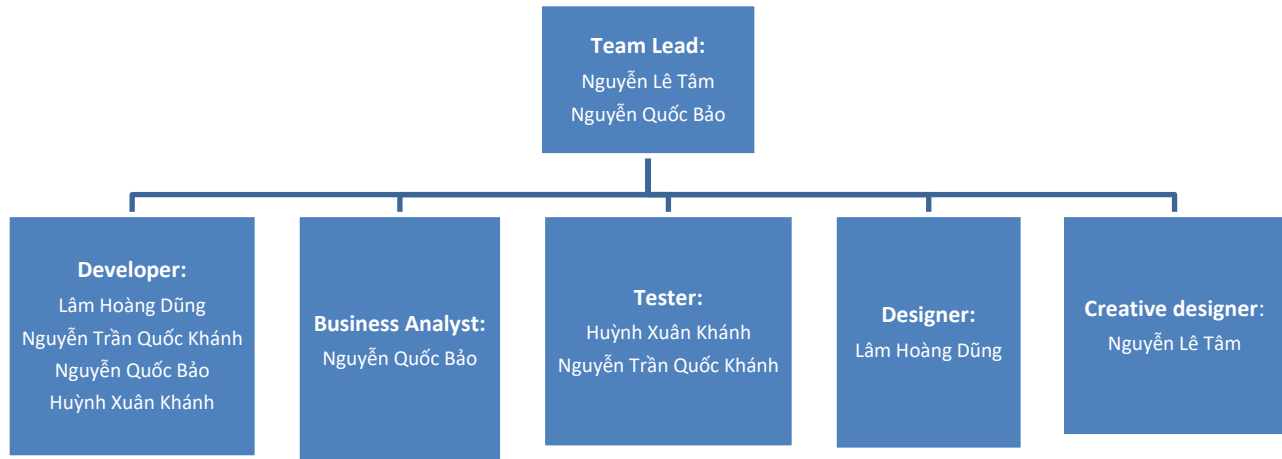 Team Lead:
Nguyễn Lê Tâm
Nguyễn Quốc Bảo
Developer:
Lâm Hoàng Dũng
Nguyễn Trần Quốc Khánh
Nguyễn Quốc Bảo
Huỳnh Xuân Khánh
Business Analyst:
Nguyễn Quốc Bảo
Tester:
Huỳnh Xuân Khánh
Nguyễn Trần Quốc Khánh
Designer:
Lâm Hoàng Dũng
Creative designer:
Nguyễn Lê Tâm